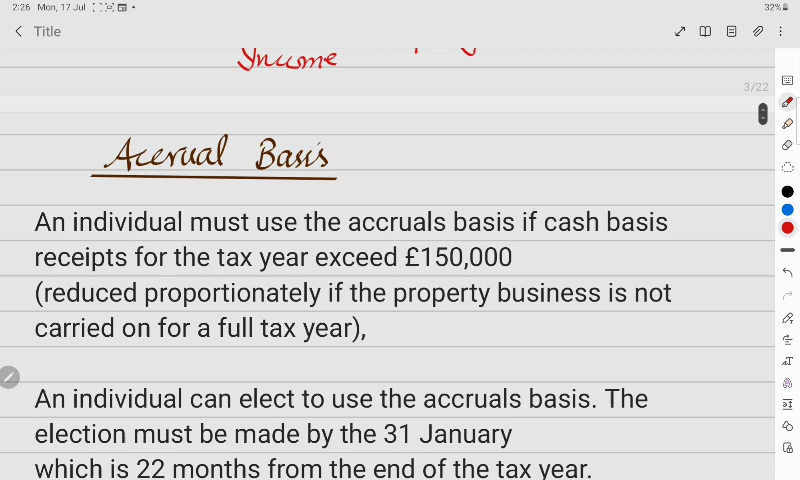 2:26 Mon, 17 Jul
32%
Title
Income
3/22
Accrual Basis
An individual must use the accruals basis if cash basis
receipts for the tax year exceed £150,000
(reduced proportionately if the property business is not
carried on for a full tax year),
An individual can elect to use the accruals basis. The
election must be made by the 31 January
which is 22 months from the end of the tax year.